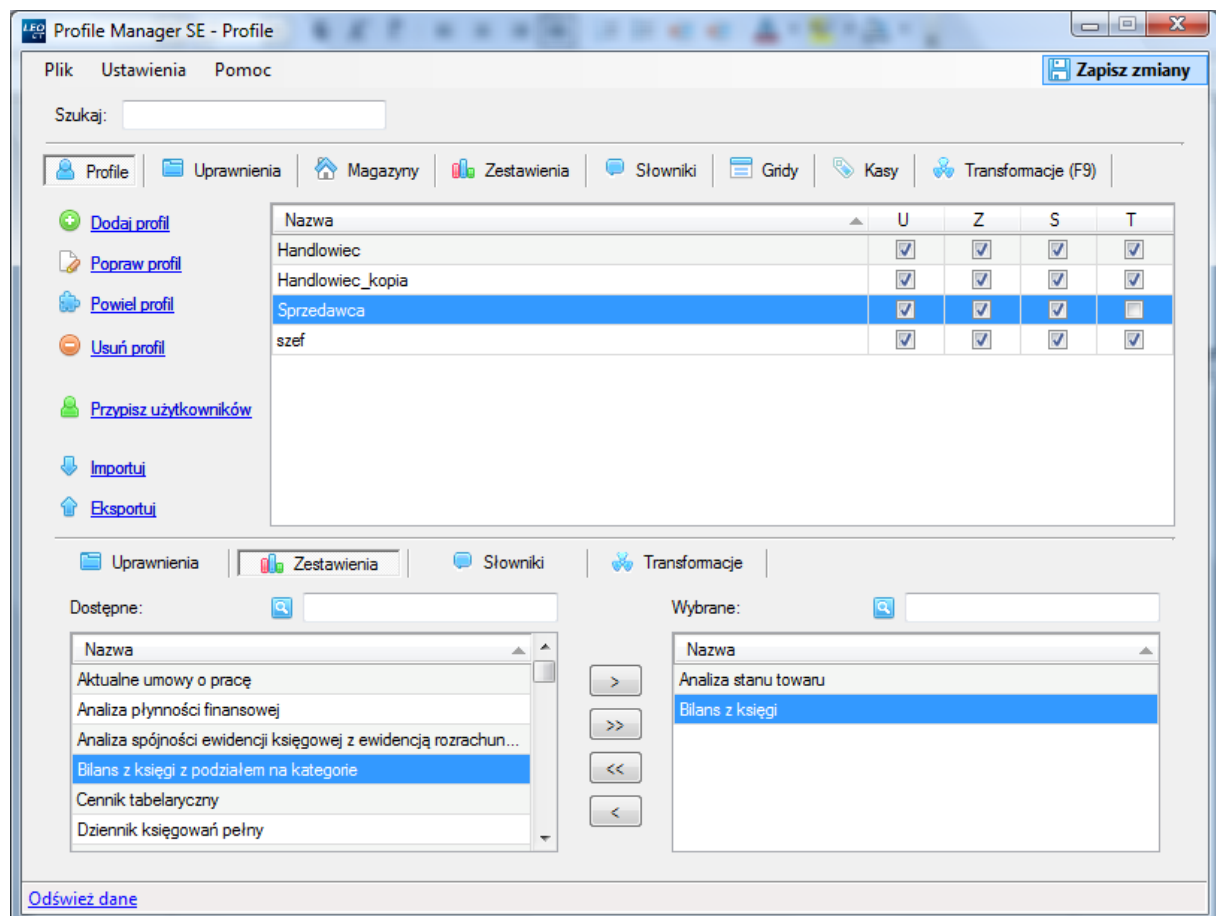 LEO CT Profile Manager SE - Profile X
Plik Ustawienia Pomoc Zapisz zmiany
Szukaj:
Profile Uprawnienia Magazyny Zestawienia Słowniki Gridy Kasy Transformacje (F9)
Dodaj profil
Popraw profil
Powiel profil
Usuń profil
Przypisz użytkowników
Importuj
Eksportuj
Nazwa U Z S T
Handlowiec
Handlowiec_kopia
Sprzedawca
szef
Uprawnienia Zestawienia Słowniki Transformacje
Dostępne:
Nazwa
Aktualne umowy o pracę
Analiza płynności finansowej
Analiza spójności ewidencji księgowej z ewidencją rozrachun...
Bilans z księgi z podziałem na kategorie
Cennik tabelaryczny
Dziennik księgowań pełny
>
>>
<<
<
Wybrane:
Nazwa
Analiza stanu towaru
Bilans z księgi
Odśwież dane